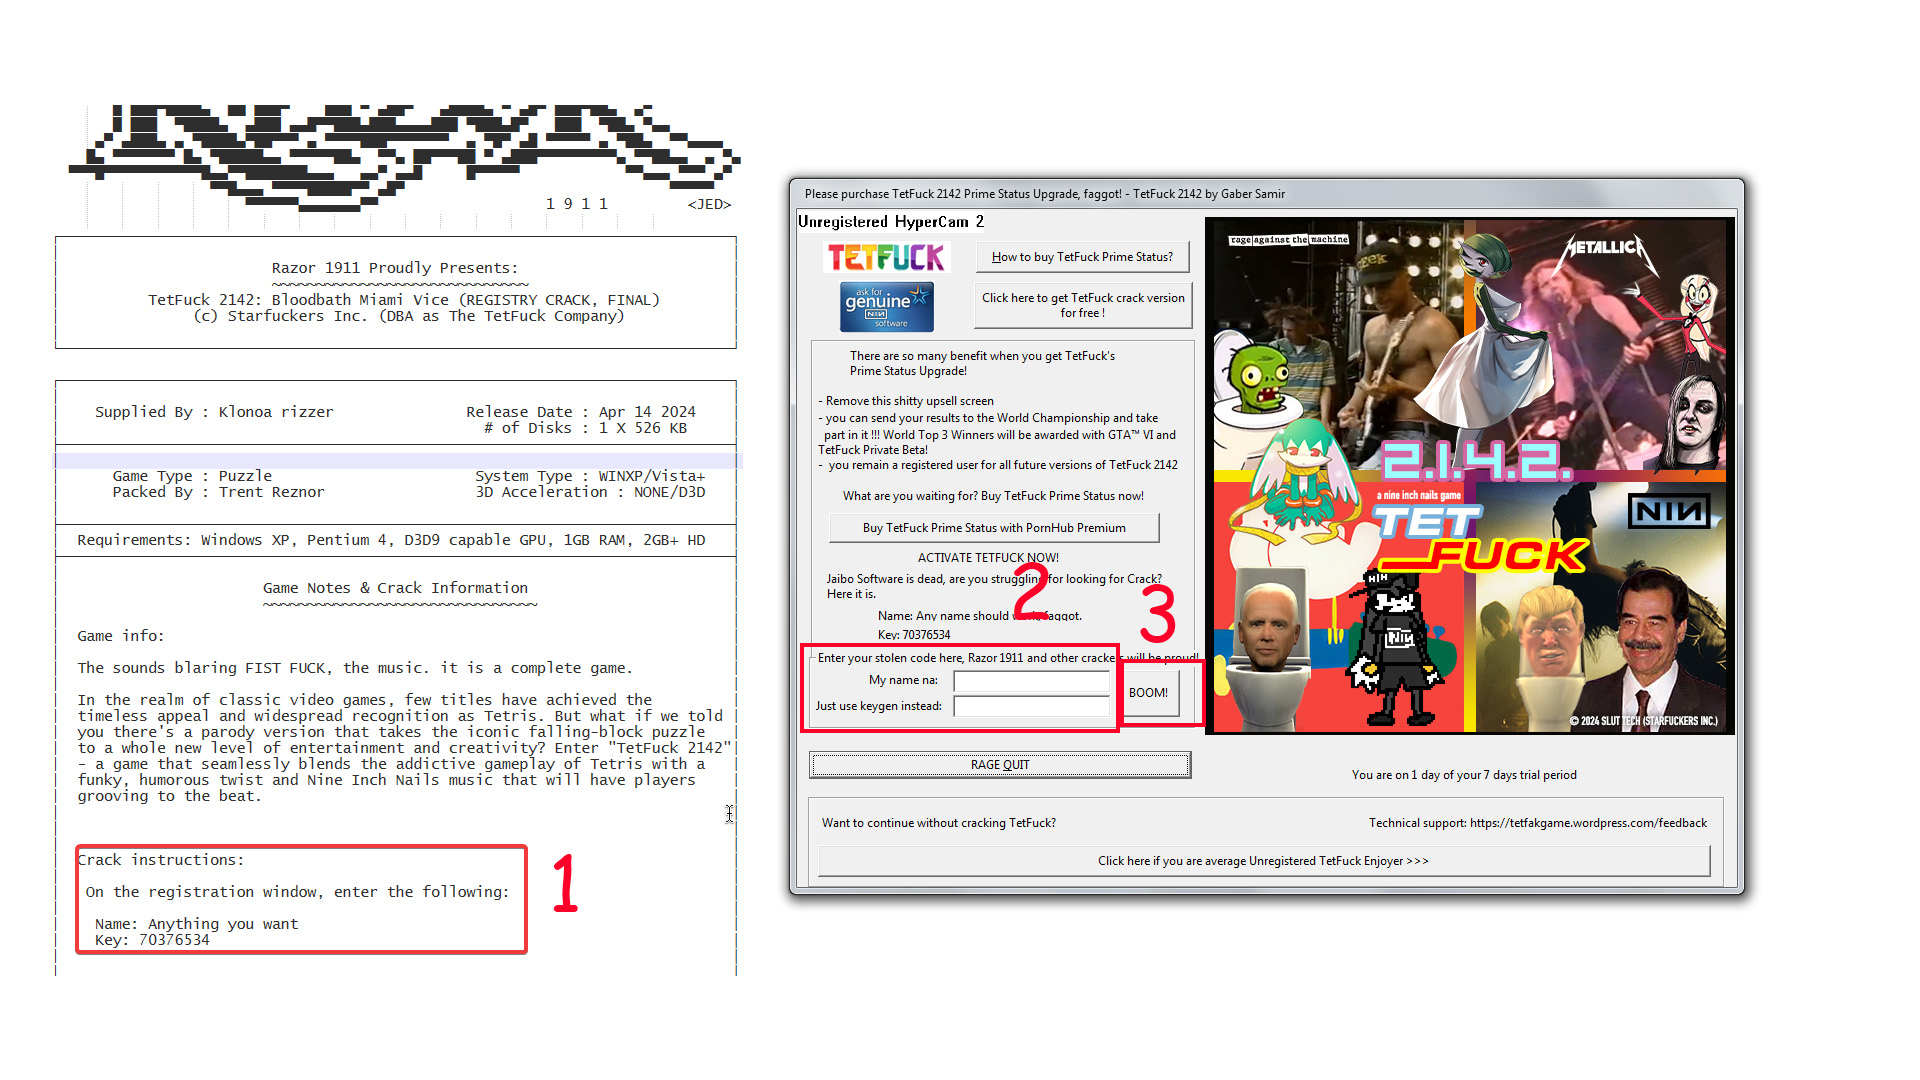 1 9 1 1 <JED>
Razor 1911 Proudly Presents:
~~~~~~~~~~~~~~~~~~~~~~~~~~~~~
TetFuck 2142: Bloodbath Miami Vice (REGISTRY CRACK, FINAL)
(c) Starfuckers Inc. (DBA as The TetFuck Company)
Supplied By : Klonoa rizzer Release Date : Apr 14 2024
# of Disks : 1 X 526 KB
Game Type : Puzzle System Type : WINXP/Vista+
Packed By : Trent Reznor 3D Acceleration : NONE/D3D
Requirements: Windows XP, Pentium 4, D3D9 capable GPU, 1GB RAM, 2GB+ HD
Game Notes & Crack Information
~~~~~~~~~~~~~~~~~~~~~~~~~~~~~~~
Game info:
The sounds blaring FIST FUCK, the music. it is a complete game.
In the realm of classic video games, few titles have achieved the
timeless appeal and widespread recognition as Tetris. But what if we told
you there's a parody version that takes the iconic falling-block puzzle
to a whole new level of entertainment and creativity? Enter "TetFuck 2142"
- a game that seamlessly blends the addictive gameplay of Tetris with a
funky, humorous twist and Nine Inch Nails music that will have players
grooving to the beat.
Crack instructions:
On the registration window, enter the following:
Name: Anything you want
Key: 70376534
1
Please purchase TetFuck 2142 Prime Status Upgrade, faggot! - TetFuck 2142 by Gaber Samir
Unregistered HyperCam 2
TETFUCK
How to buy TetFuck Prime Status?
ask for
genuine
NIN
software
Click here to get TetFuck crack version
for free !
There are so many benefit when you get TetFuck's
Prime Status Upgrade!
- Remove this shitty upsell screen
- you can send your results to the World Championship and take
part in it !!! World Top 3 Winners will be awarded with GTA™ VI and
TetFuck Private Beta!
- you remain a registered user for all future versions of TetFuck 2142
What are you waiting for? Buy TetFuck Prime Status now!
Buy TetFuck Prime Status with PornHub Premium
ACTIVATE TETFUCK NOW!
Jaibo Software is dead, are you struggling for looking for Crack?
Here it is.
Name: Any name should work, faggot.
Key: 70376534
2
3
Enter your stolen code here, Razor 1911 and other crackers will be proud!
My name na:
Just use keygen instead:
BOOM!
RAGE QUIT
You are on 1 day of your 7 days trial period
Want to continue without cracking TetFuck?
Technical support: https://tetfakgame.wordpress.com/feedback
Click here if you are average Unregistered TetFuck Enjoyer >>>
rage against the machine
METALLICA
2.1.4.2.
a nine inch nails game
TET
_FUCK
NIN
NIN
© 2024 SLUT TECH (STARFUCKERS INC.)